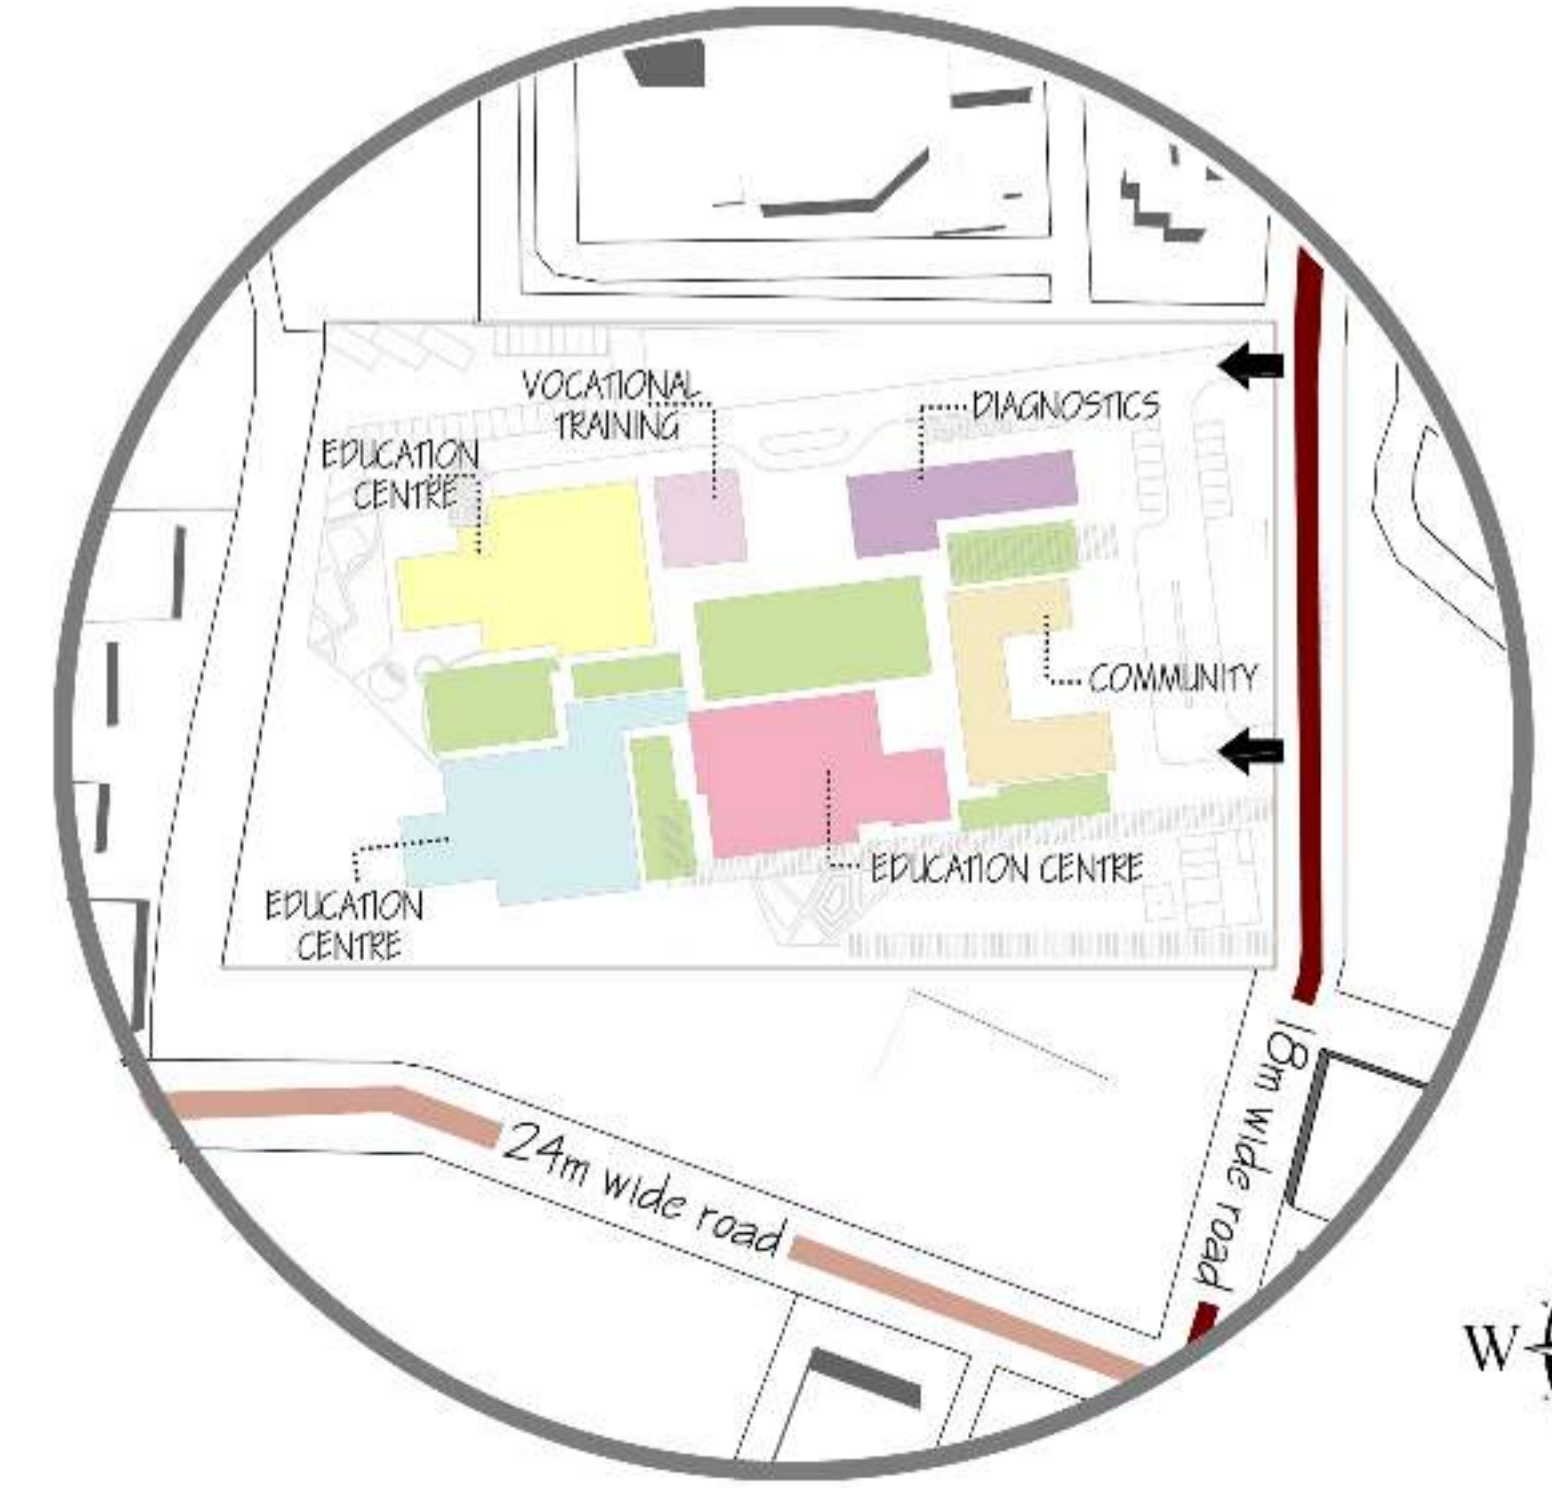 VOCATIONAL
TRAINING
DIAGNOSTICS
EDUCATION
CENTRE
COMMUNITY
EDUCATION CENTRE
EDUCATION
CENTRE
18m wide road
24m wide road
W